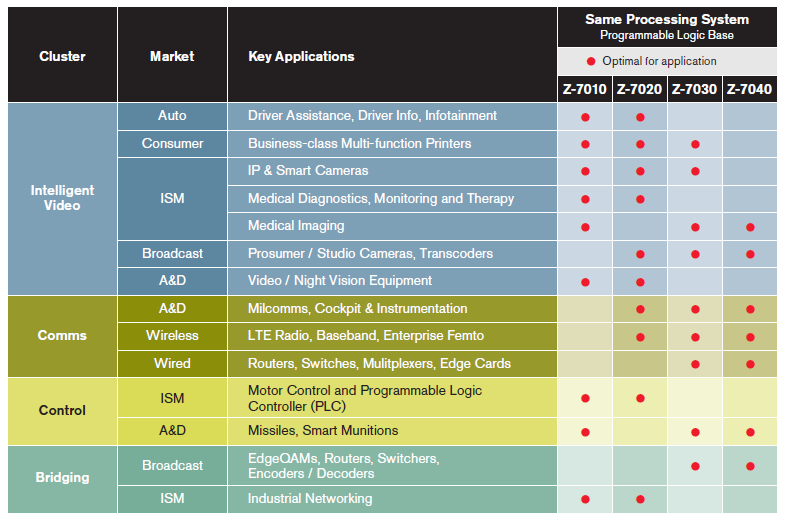 Cluster Market Key Applications Same Processing System
Programmable Logic Base
● Optimal for application
Z-7010 Z-7020 Z-7030 Z-7040
Intelligent Video
Auto Driver Assistance, Driver Info, Infotainment ● ●
Consumer Business-class Multi-function Printers ● ● ●
ISM IP & Smart Cameras ● ● ●
Medical Diagnostics, Monitoring and Therapy ● ●
Medical Imaging ● ● ●
Broadcast Prosumer / Studio Cameras, Transcoders ● ● ●
A&D Video / Night Vision Equipment ● ●
Comms
A&D Milcomms, Cockpit & Instrumentation ● ● ●
Wireless LTE Radio, Baseband, Enterprise Femto ● ● ●
Wired Routers, Switches, Mulitplexers, Edge Cards ● ●
Control
ISM Motor Control and Programmable Logic
Controller (PLC) ● ●
A&D Missiles, Smart Munitions ● ● ●
Bridging
Broadcast EdgeQAMs, Routers, Switchers,
Encoders / Decoders ● ●
ISM Industrial Networking ● ●